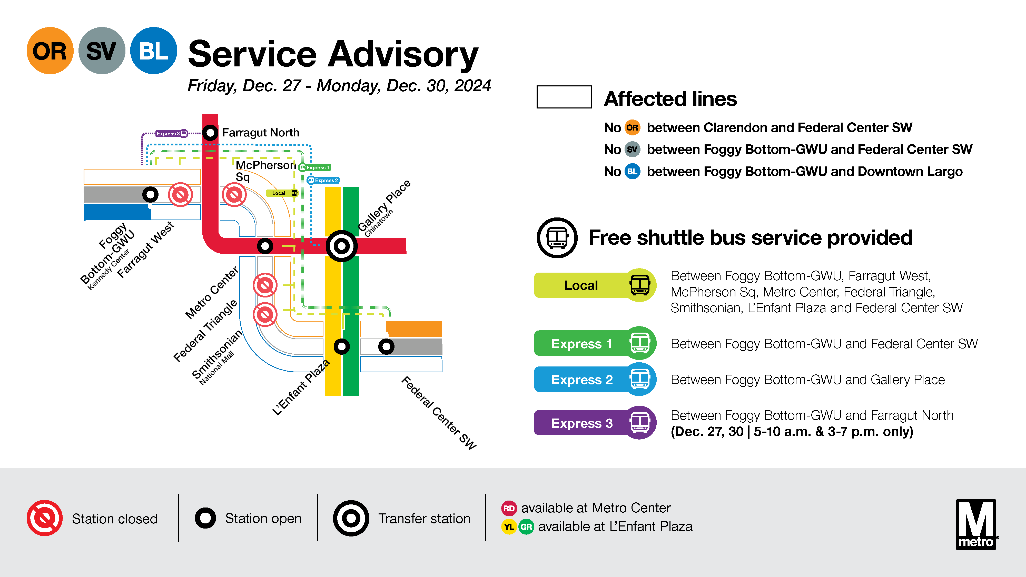 OR SV BL Service Advisory
Friday, Dec. 27 - Monday, Dec. 30, 2024
Express 3
Farragut North
McPherson
Sq
Express 1
Express 2
Local
Gallery Place
Chinatown
Foggy
Bottom-GWU
Kennedy Center
Farragut West
Metro Center
Federal Triangle
Smithsonian
National Mall
L'Enfant Plaza
Federal Center SW
Affected lines
No OR between Clarendon and Federal Center SW
No SV between Foggy Bottom-GWU and Federal Center SW
No BL between Foggy Bottom-GWU and Downtown Largo
Free shuttle bus service provided
Local
Between Foggy Bottom-GWU, Farragut West,
McPherson Sq, Metro Center, Federal Triangle,
Smithsonian, L'Enfant Plaza and Federal Center SW
Express 1
Between Foggy Bottom-GWU and Federal Center SW
Express 2
Between Foggy Bottom-GWU and Gallery Place
Express 3
Between Foggy Bottom-GWU and Farragut North
(Dec. 27, 30 | 5-10 a.m. & 3-7 p.m. only)
Station closed
Station open
Transfer station
RD available at Metro Center
YL GR available at L'Enfant Plaza
M
metro